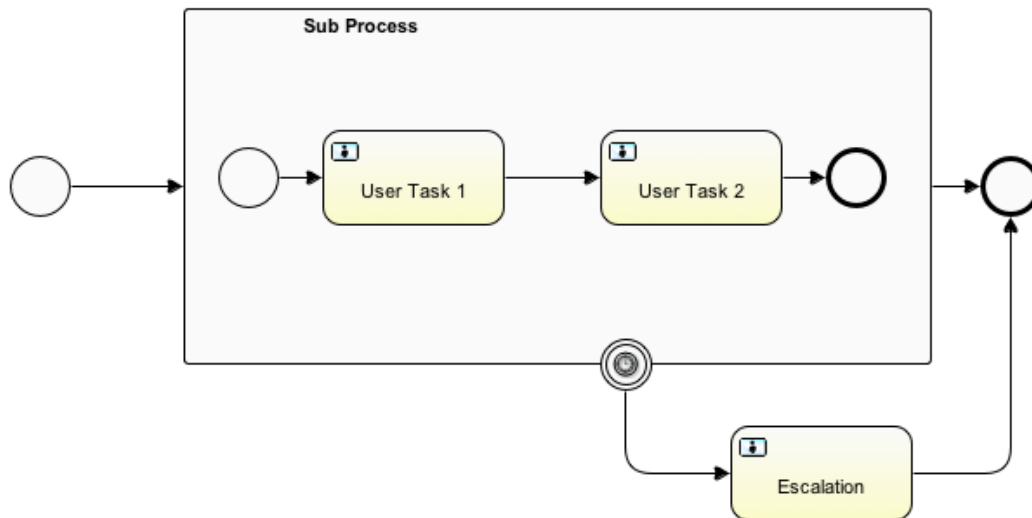 Sub Process
User Task 1
User Task 2
Escalation